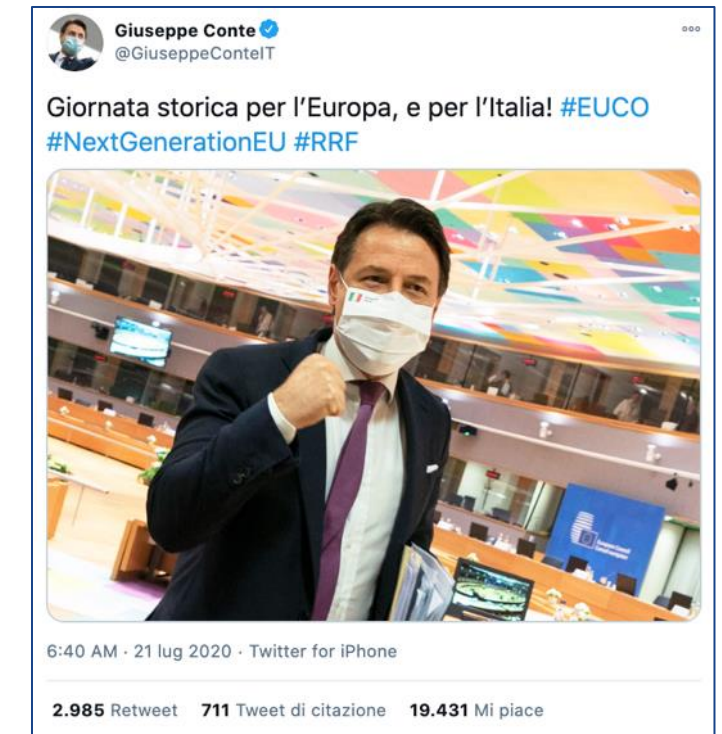 Giuseppe Conte
@GiuseppeConteIT
Giornata storica per l'Europa, e per l'Italia! #EUCO
#NextGenerationEU #RRF
6:40 AM · 21 lug 2020 · Twitter for iPhone
2.985 Retweet 711 Tweet di citazione 19.431 Mi piace